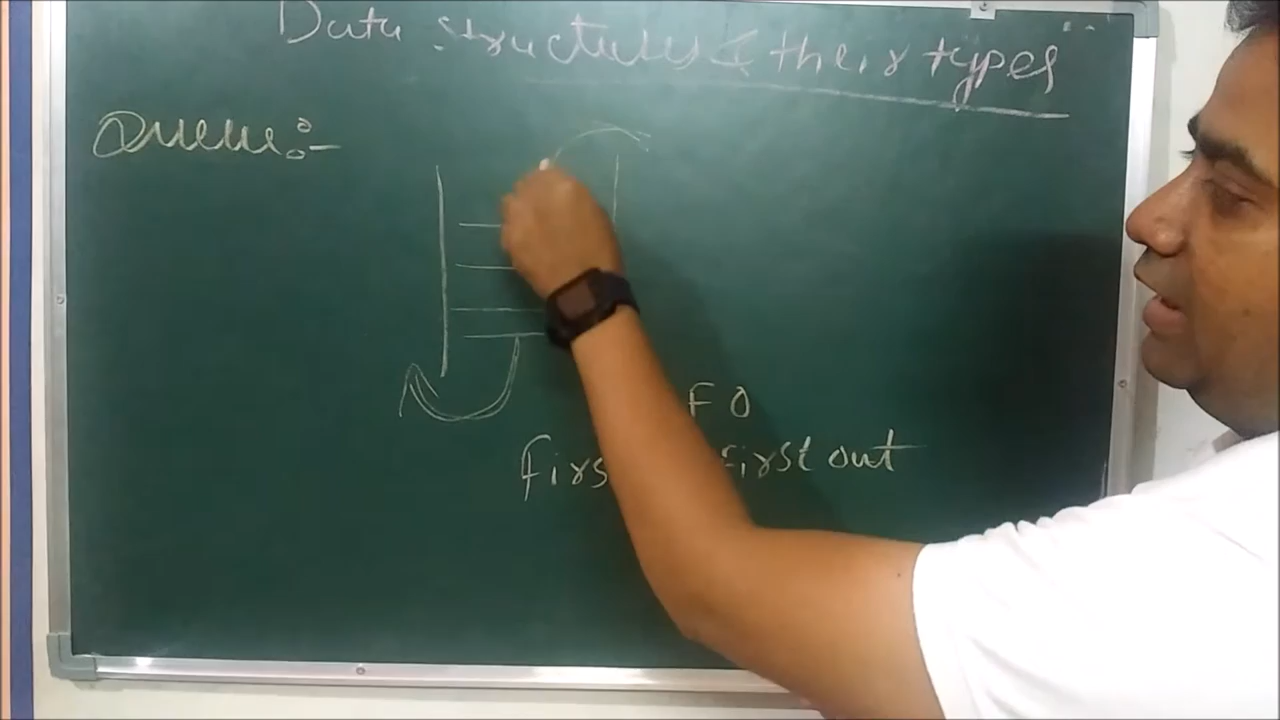 Data structures & their types
Queue:-
FO
first out